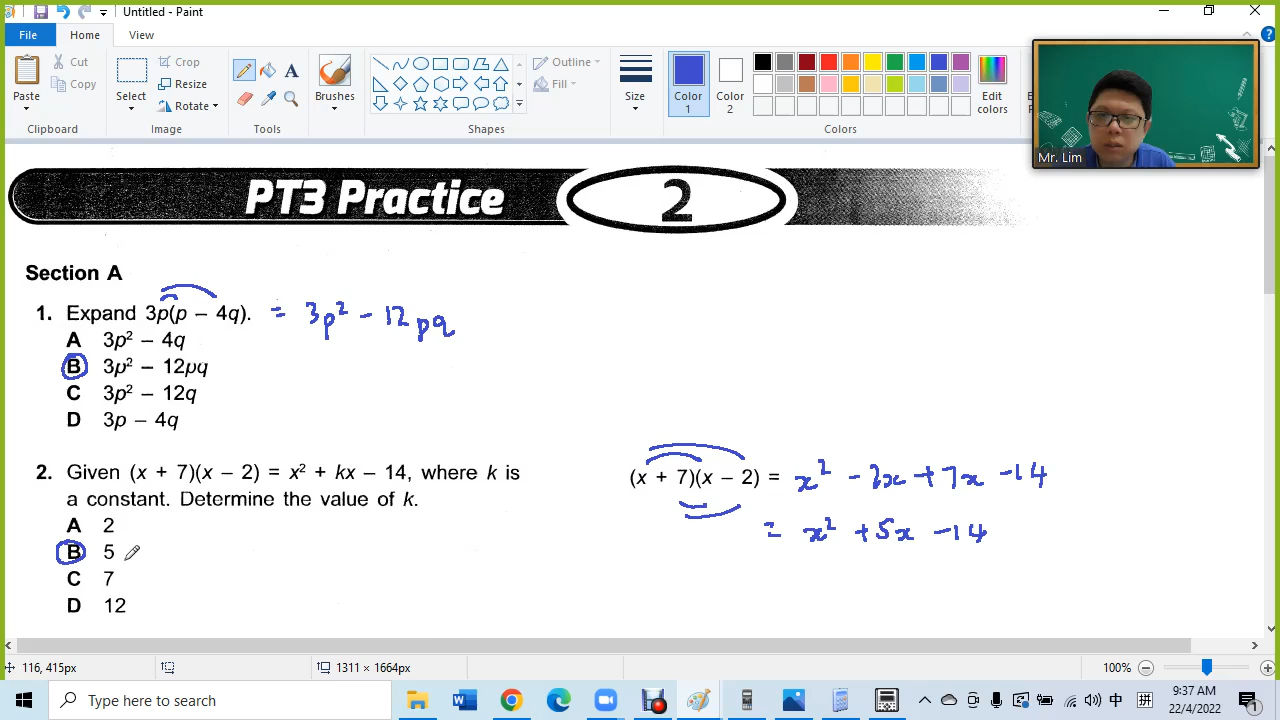 Untitled - Paint
File Home View
Paste
Cut
Copy
Clipboard
Select
Crop
Resize
Rotate
Image
Tools
Brushes
Shapes
Outline
Fill
Size
Color 1
Color 2
Edit colors
Colors
Mr. Lim
PT3 Practice 2
Section A
1. Expand 3p(p – 4q). = 3p² - 12pq
A 3p² – 4q
B 3p² – 12pq
C 3p² – 12q
D 3p – 4q
2. Given (x + 7)(x – 2) = x² + kx – 14, where k is
a constant. Determine the value of k.
A 2
B 5
C 7
D 12
(x + 7)(x – 2) = x² - 2x + 7x - 14
= x² + 5x - 14
116, 415px
1311 × 1664px
100%
Type here to search
中
拼
9:37 AM
22/4/2022
1